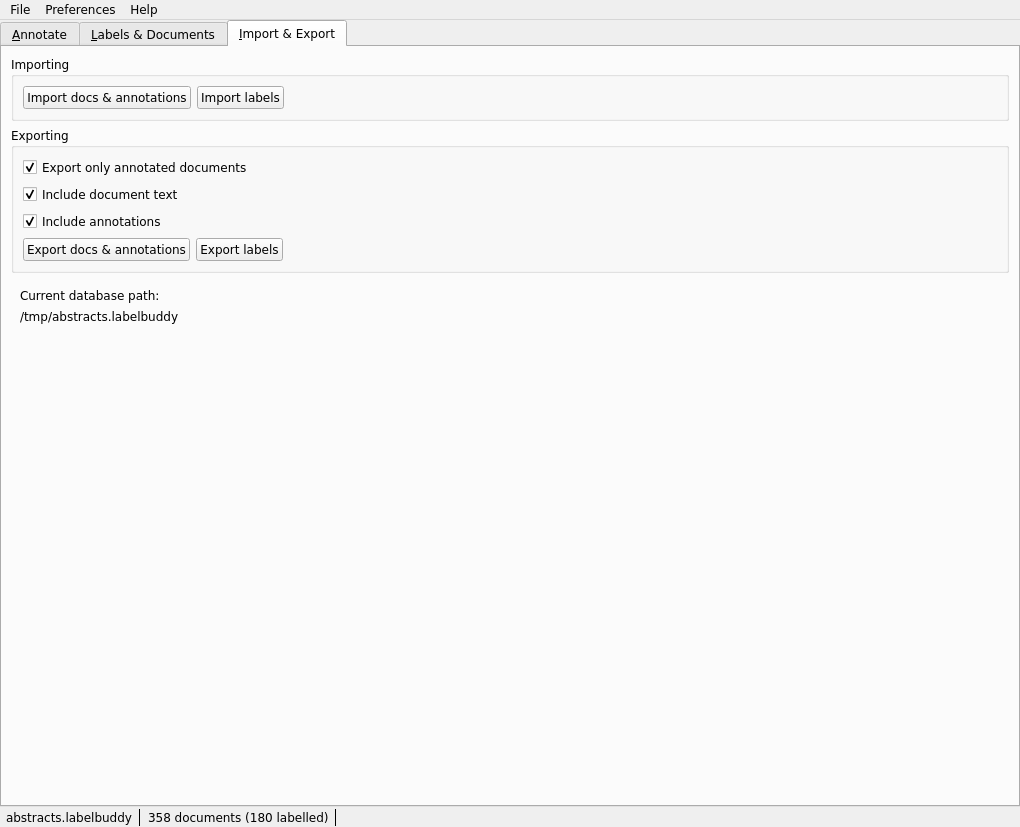 File Preferences Help
Annotate Labels & Documents Import & Export
Importing
Import docs & annotations Import labels
Exporting
Export only annotated documents
Include document text
Include annotations
Export docs & annotations Export labels
Current database path:
/tmp/abstracts.labelbuddy
abstracts.labelbuddy 358 documents (180 labelled)